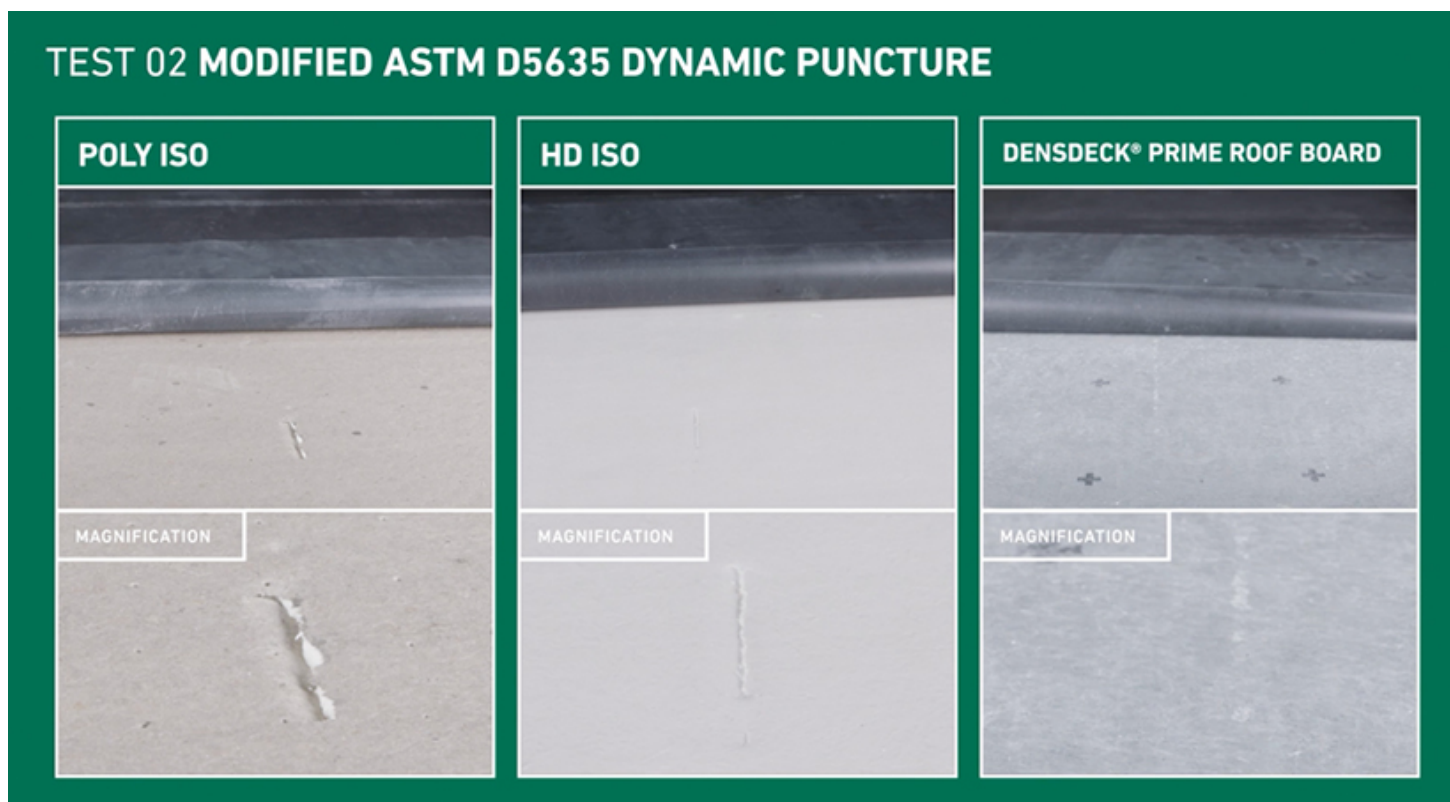 TEST 02 MODIFIED ASTM D5635 DYNAMIC PUNCTURE
POLY ISO
HD ISO
DENSDECK® PRIME ROOF BOARD
MAGNIFICATION
MAGNIFICATION
MAGNIFICATION